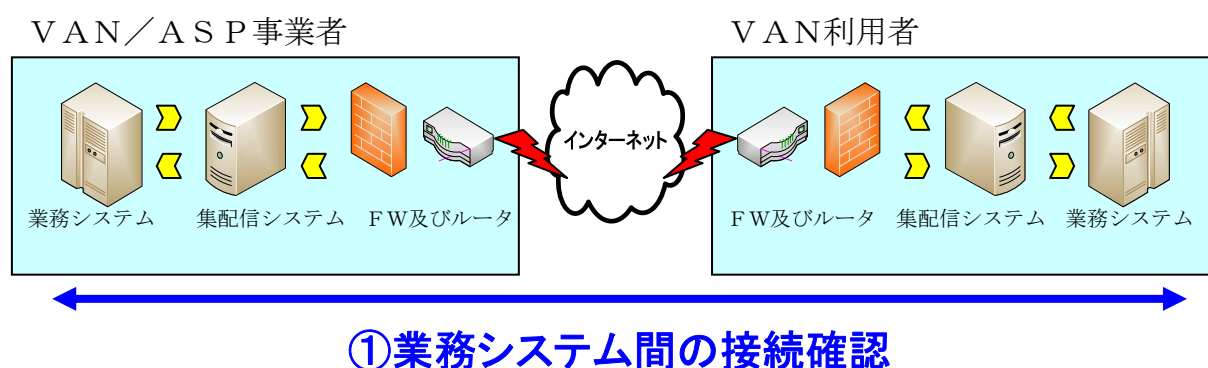 ＶＡＮ／ＡＳＰ事業者
ＶＡＮ利用者
インターネット
業務システム
集配信システム
ＦＷ及びルータ
ＦＷ及びルータ
集配信システム
業務システム
①業務システム間の接続確認